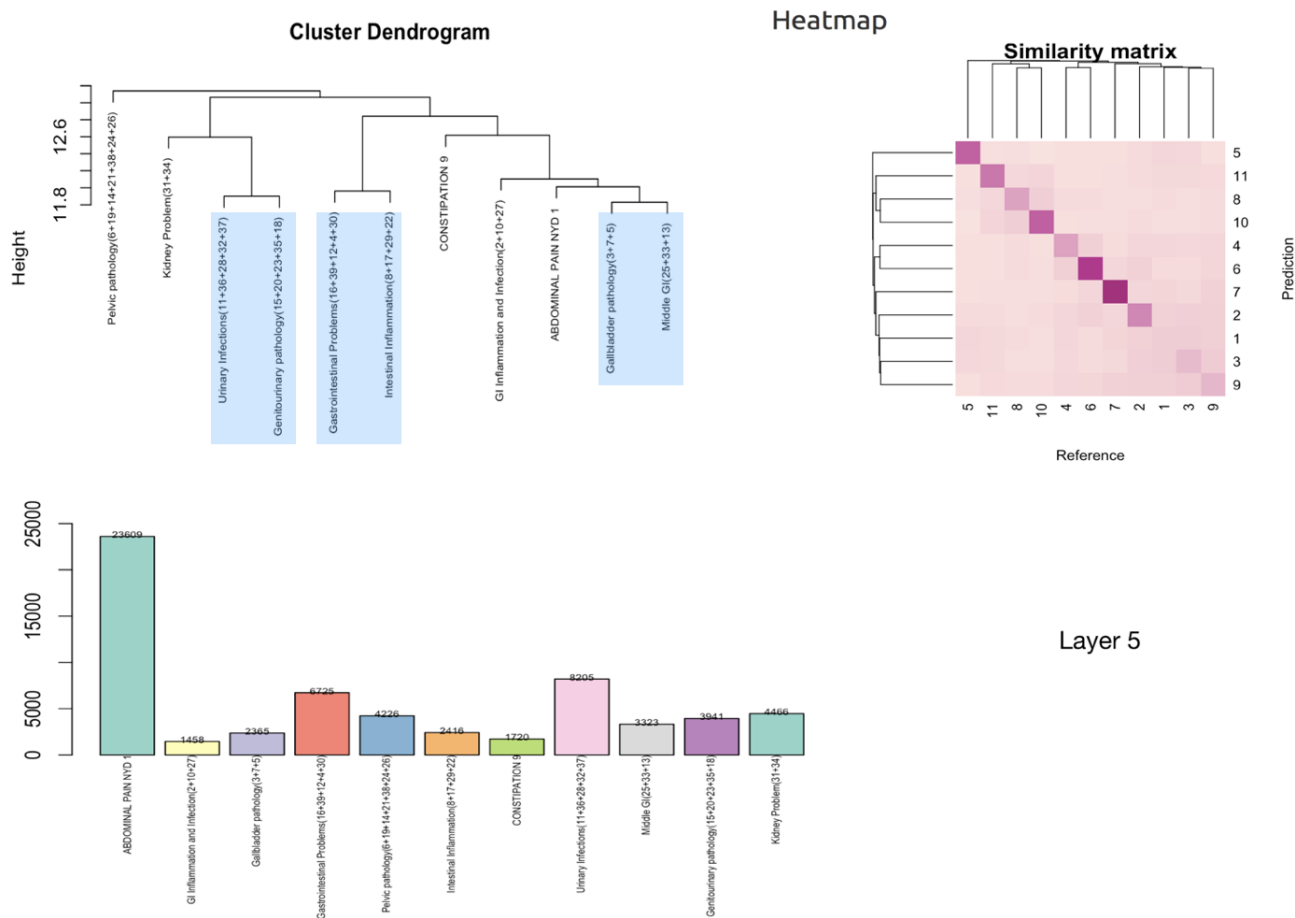 Cluster Dendrogram
Height
12.6
11.8
Pelvic pathology(6+19+14+21+38+24+26)
Kidney Problem(31+34)
Urinary Infections(11+36+28+32+37)
Genitourinary pathology(15+20+23+35+18)
Gastrointestinal Problems(16+39+12+4+30)
Intestinal Inflammation(8+17+29+22)
CONSTIPATION 9
GI Inflammation and Infection(2+10+27)
ABDOMINAL PAIN NYD 1
Gallbladder pathology(3+7+5)
Middle GI(25+33+13)
Heatmap
Similarity matrix
5
11
8
10
4
6
7
2
1
3
9
Prediction
5 11 8 10 4 6 7 2 1 3 9
Reference
25000
15000
5000
0
23609
1458
2365
6725
4226
2416
1720
8205
3323
3941
4466
ABDOMINAL PAIN NYD 1
GI Inflammation and Infection(2+10+27)
Gallbladder pathology(3+7+5)
Gastrointestinal Problems(16+39+12+4+30)
Pelvic pathology(6+19+14+21+38+24+26)
Intestinal Inflammation(8+17+29+22)
CONSTIPATION 9
Urinary Infections(11+36+28+32+37)
Middle GI(25+33+13)
Genitourinary pathology(15+20+23+35+18)
Kidney Problem(31+34)
Layer 5